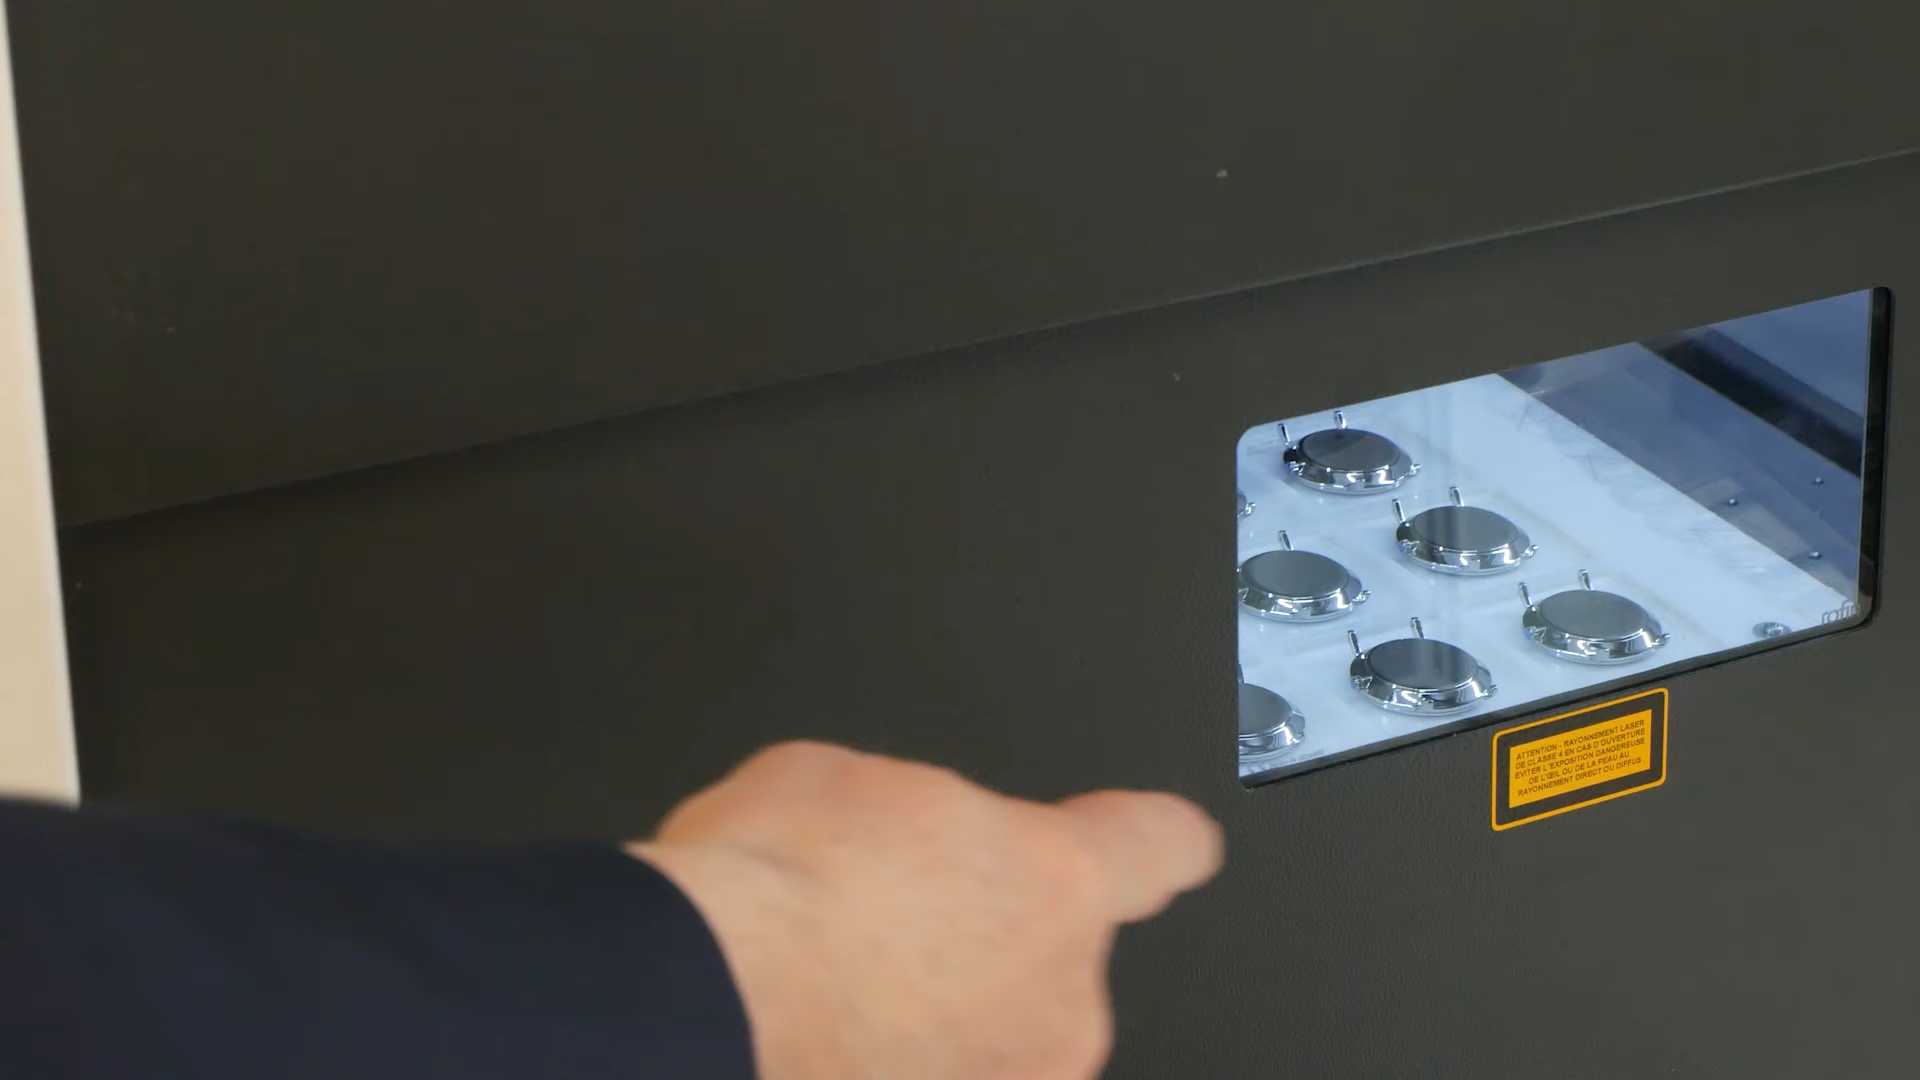 rofin
ATTENTION - RAYONNEMENT LASER
DE CLASSE 4 EN CAS D'OUVERTURE
EVITER L'EXPOSITION DANGEREUSE
DE L'ŒIL OU DE LA PEAU AU
RAYONNEMENT DIRECT OU DIFFUS